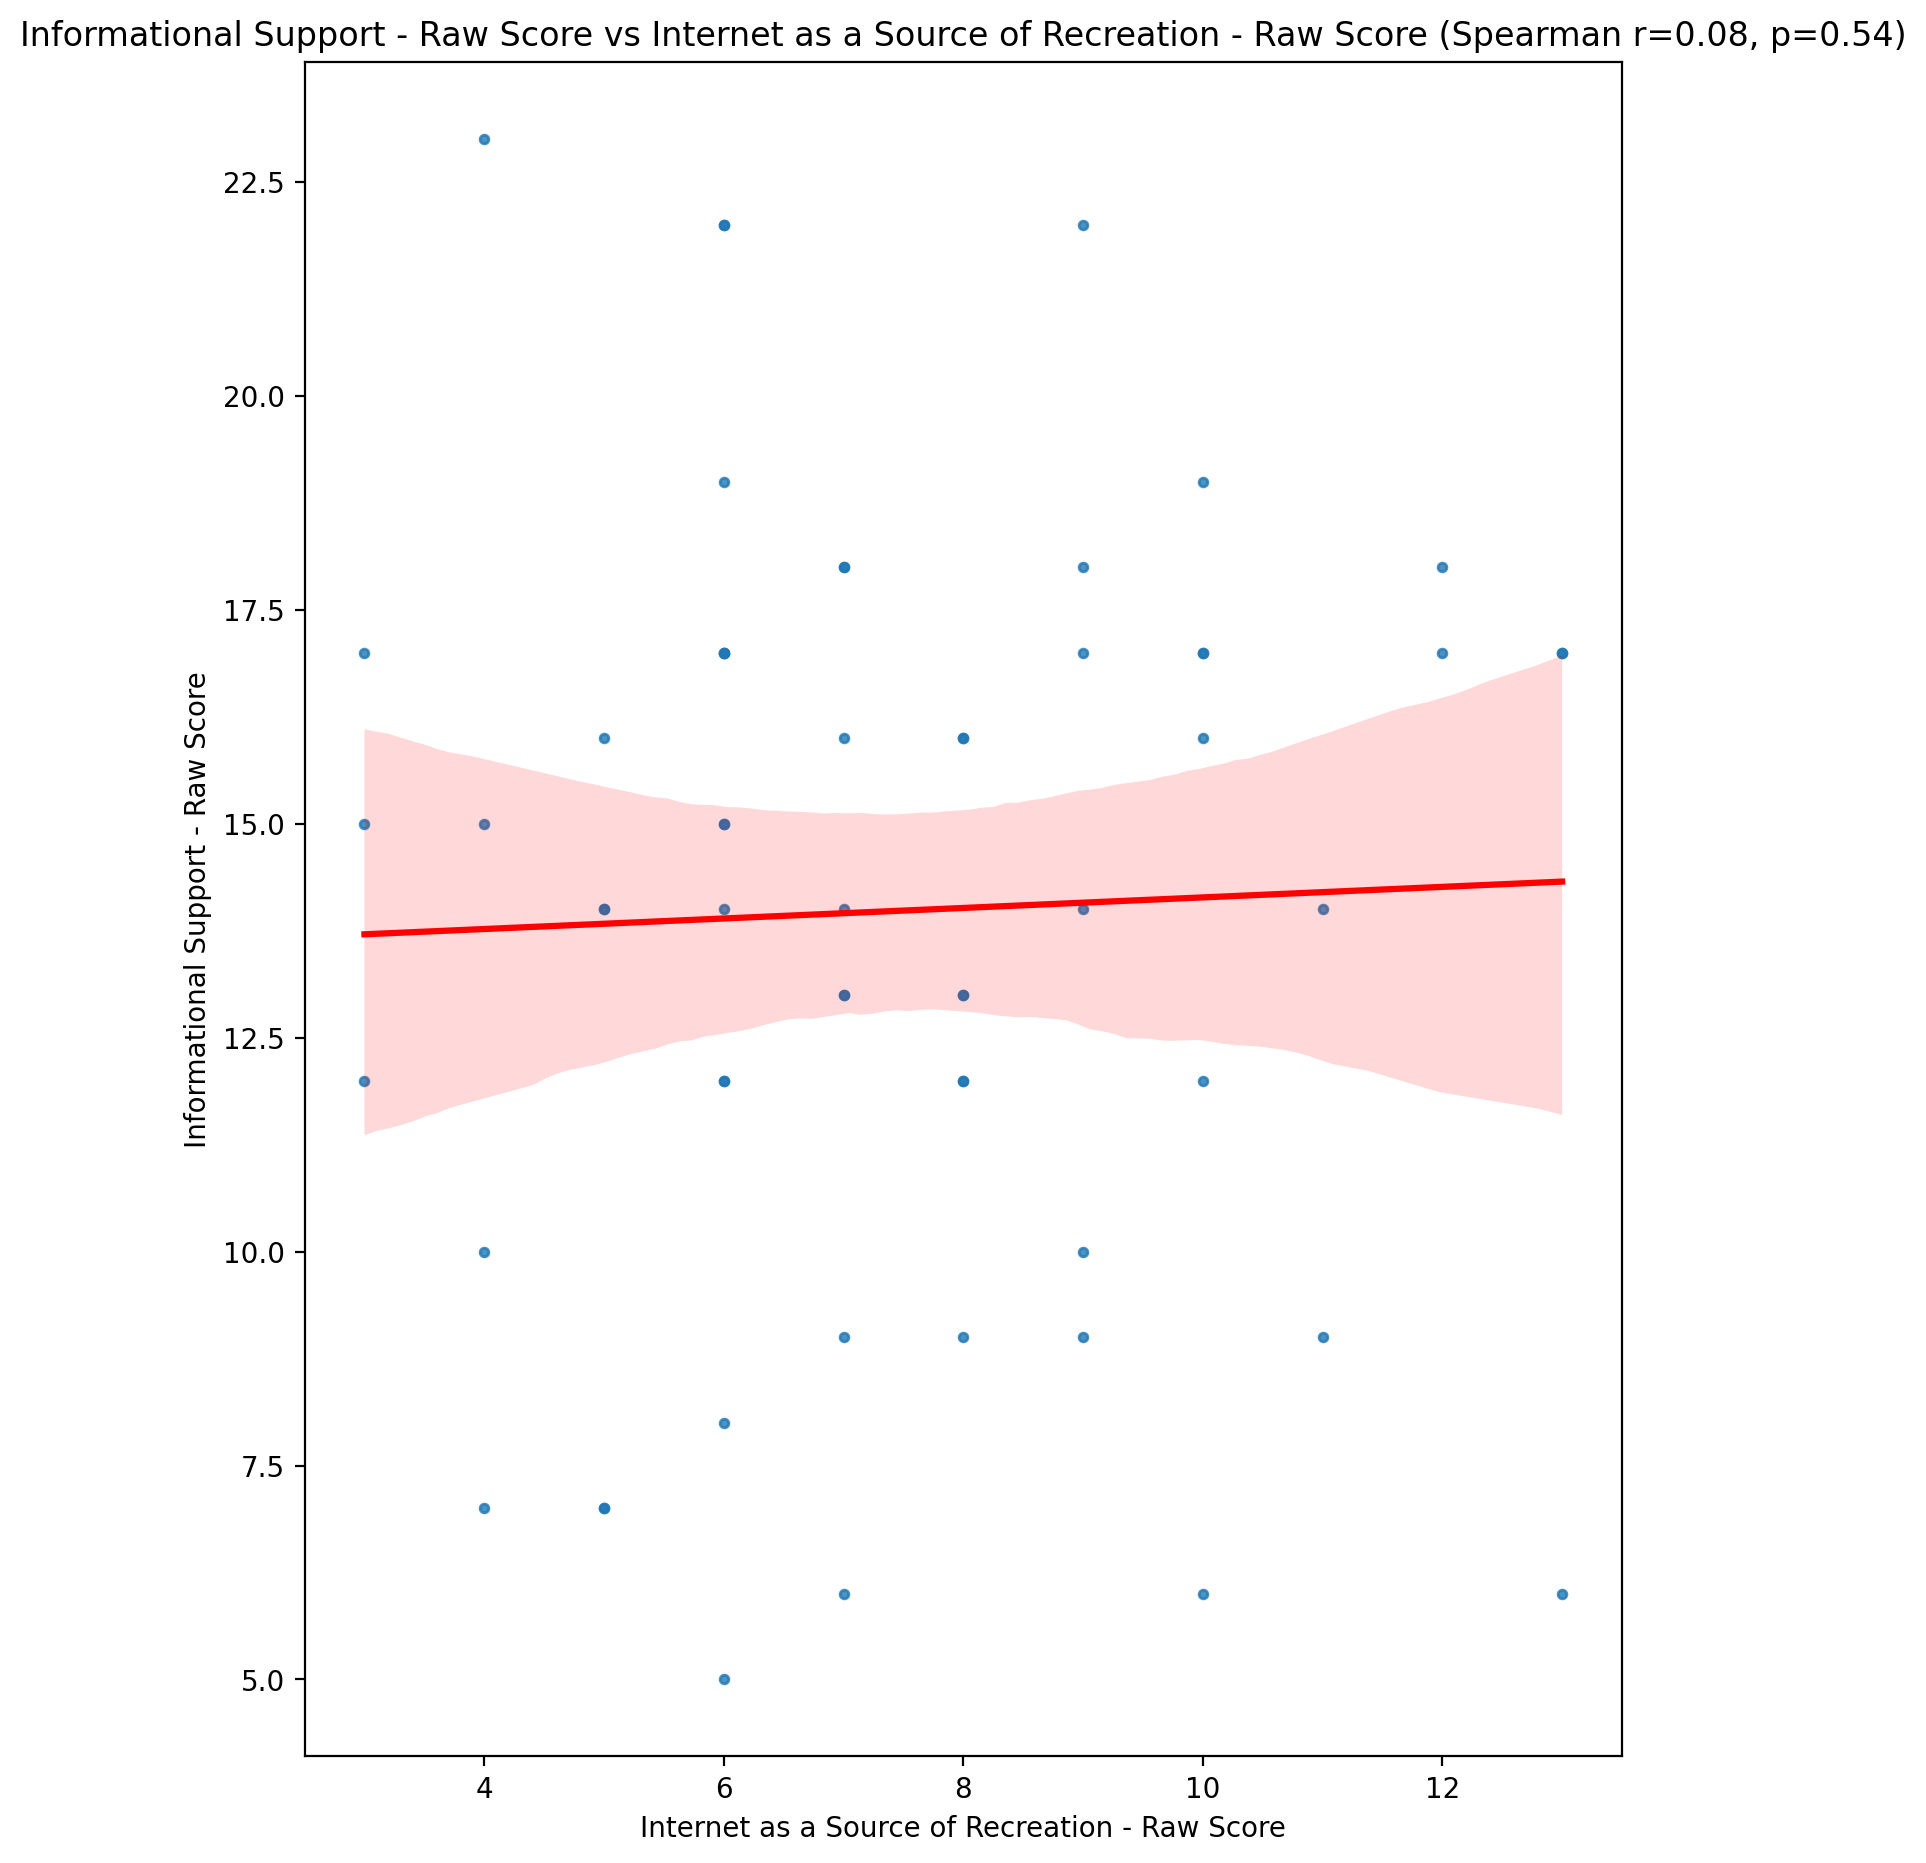 Informational Support - Raw Score vs Internet as a Source of Recreation - Raw Score (Spearman r=0.08, p=0.54)
22.5
20.0
17.5
15.0
12.5
10.0
7.5
5.0
Informational Support - Raw Score
4 6 8 10 12
Internet as a Source of Recreation - Raw Score